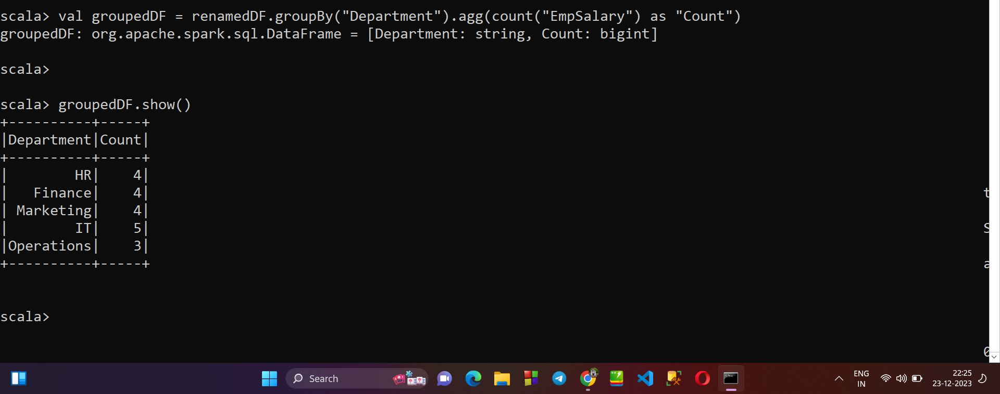 scala> val groupedDF = renamedDF.groupBy("Department").agg(count("EmpSalary") as "Count")
groupedDF: org.apache.spark.sql.DataFrame = [Department: string, Count: bigint]
scala>
scala> groupedDF.show()
+----------+-----+
|Department|Count|
+----------+-----+
|        HR|    4|
|   Finance|    4|
| Marketing|    4|
|        IT|    5|
|Operations|    3|
+----------+-----+
scala>
Search
ENG
IN
22:25
23-12-2023